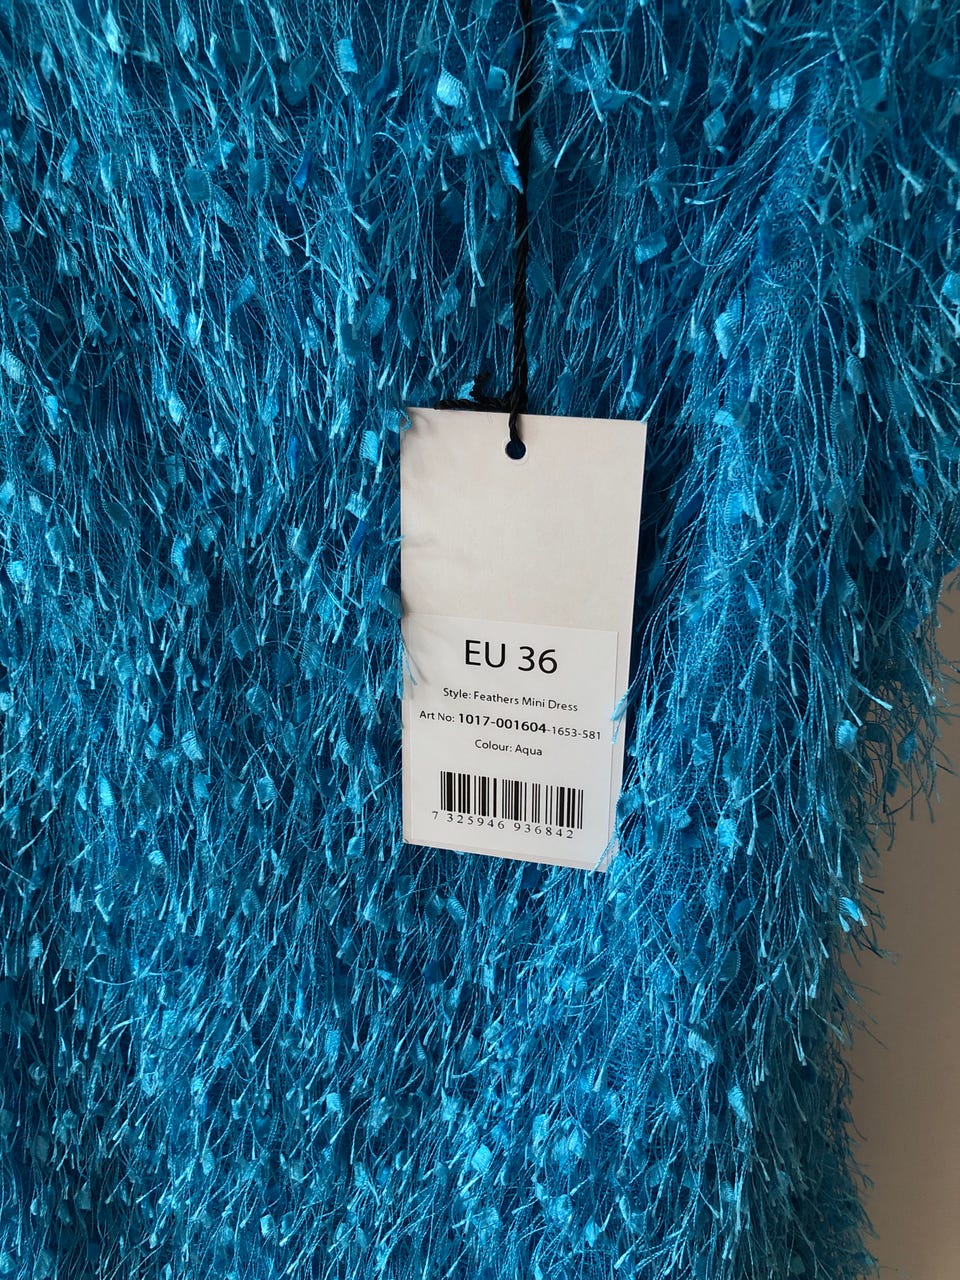 EU 36
Style: Feathers Mini Dress
Art No: 1017-001604-1653-581
Colour: Aqua
7 325946 936842